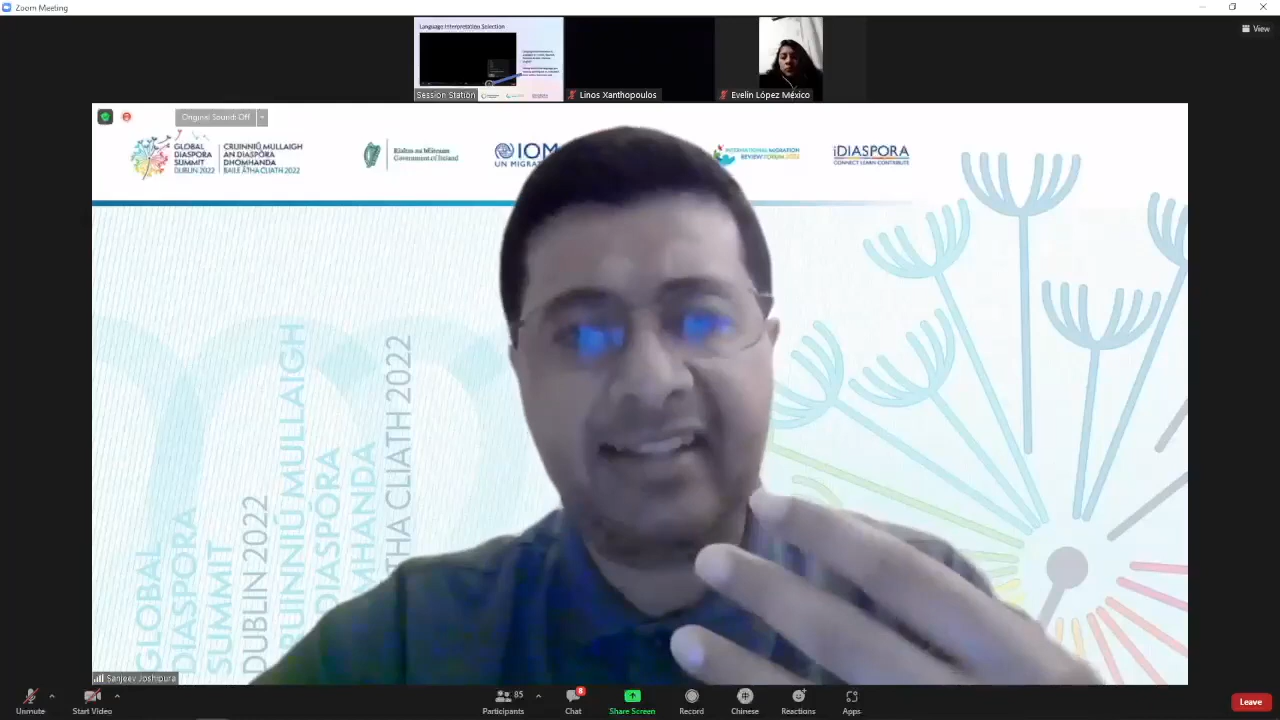 Zoom Meeting
View
Language Interpretation Selection
Session Station
Linos Xanthopoulos
Evelin López México
Original Sound: Off
GLOBAL
DIASPORA
SUMMIT
DUBLIN 2022
CRUINNIÚ MULLAIGH
AN DIASPÓRA
DHOMHANDA
BAILE ÁTHA CLIATH 2022
Rialtas na hÉireann
Government of Ireland
IOM
UN MIGRA
INTERNATIONAL MIGRATION
REVIEW FORUM 2022
iDIASPORA
CONNECT LEARN CONTRIBUTE
GLOBAL
DIASPORA
SUMMIT
DUBLIN 2022
RUINNIÚ MULLAIGH
DIASPÓRA
MHANDA
THA CLIATH 2022
Sanjeev Joshipura
Unmute
Start Video
Participants
85
Chat
8
Share Screen
Record
Chinese
Reactions
Apps
Leave